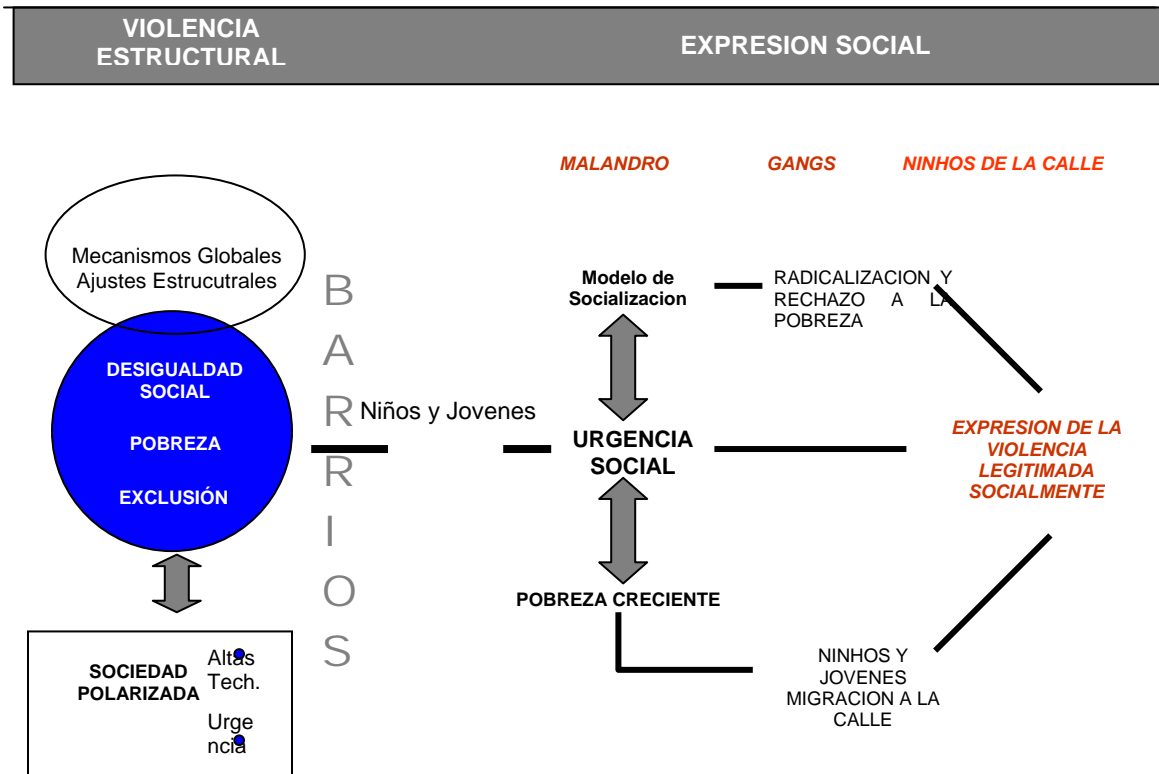 VIOLENCIA
ESTRUCTURAL
EXPRESION SOCIAL
MALANDRO
GANGS
NINHOS DE LA CALLE
Mecanismos Globales
Ajustes Estrucutrales
DESIGUALDAD
SOCIAL
POBREZA
EXCLUSIÓN
SOCIEDAD
POLARIZADA
Altas
Tech.
Urge
ncia
BARRIOS
Niños y Jovenes
Modelo de
Socializacion
URGENCIA
SOCIAL
POBREZA CRECIENTE
RADICALIZACION Y
RECHAZO A LA
POBREZA
NINHOS Y
JOVENES
MIGRACION A LA
CALLE
EXPRESION DE LA
VIOLENCIA
LEGITIMADA
SOCIALMENTE